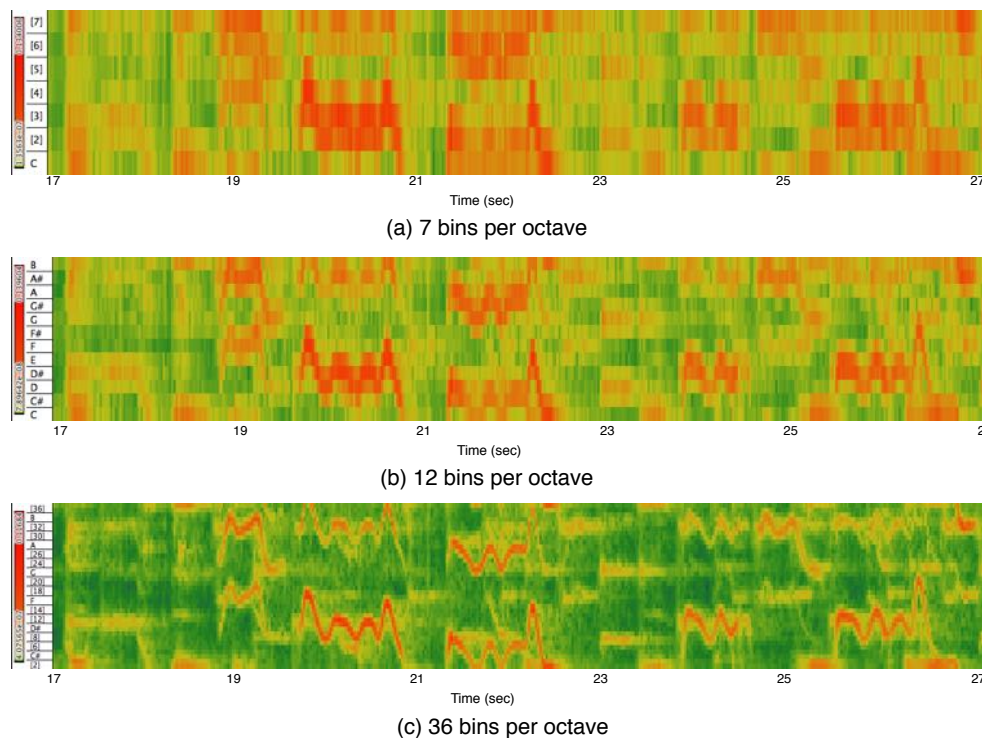 [7]
[6]
[5]
[4]
[3]
[2]
C
17 19 21 23 25 27
Time (sec)
(a) 7 bins per octave
B
A#
A
G#
G
F#
F
E
D#
D
C#
C
17 19 21 23 25 2
Time (sec)
(b) 12 bins per octave
[36]
B
[32]
[30]
A
[26]
[24]
G
[20]
[18]
F
[14]
[12]
D#
[8]
[6]
C#
[2]
17 19 21 23 25 27
Time (sec)
(c) 36 bins per octave